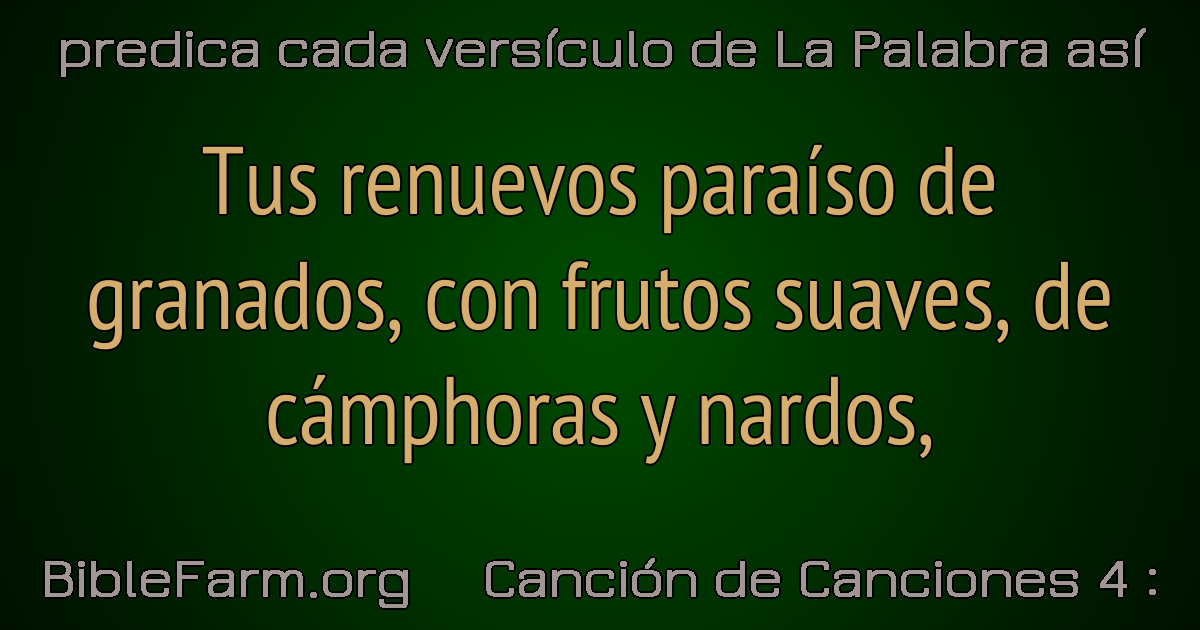 predica cada versículo de La Palabra así
Tus renuevos paraíso de
granados, con frutos suaves, de
cámphoras y nardos,
BibleFarm.org Canción de Canciones 4 :